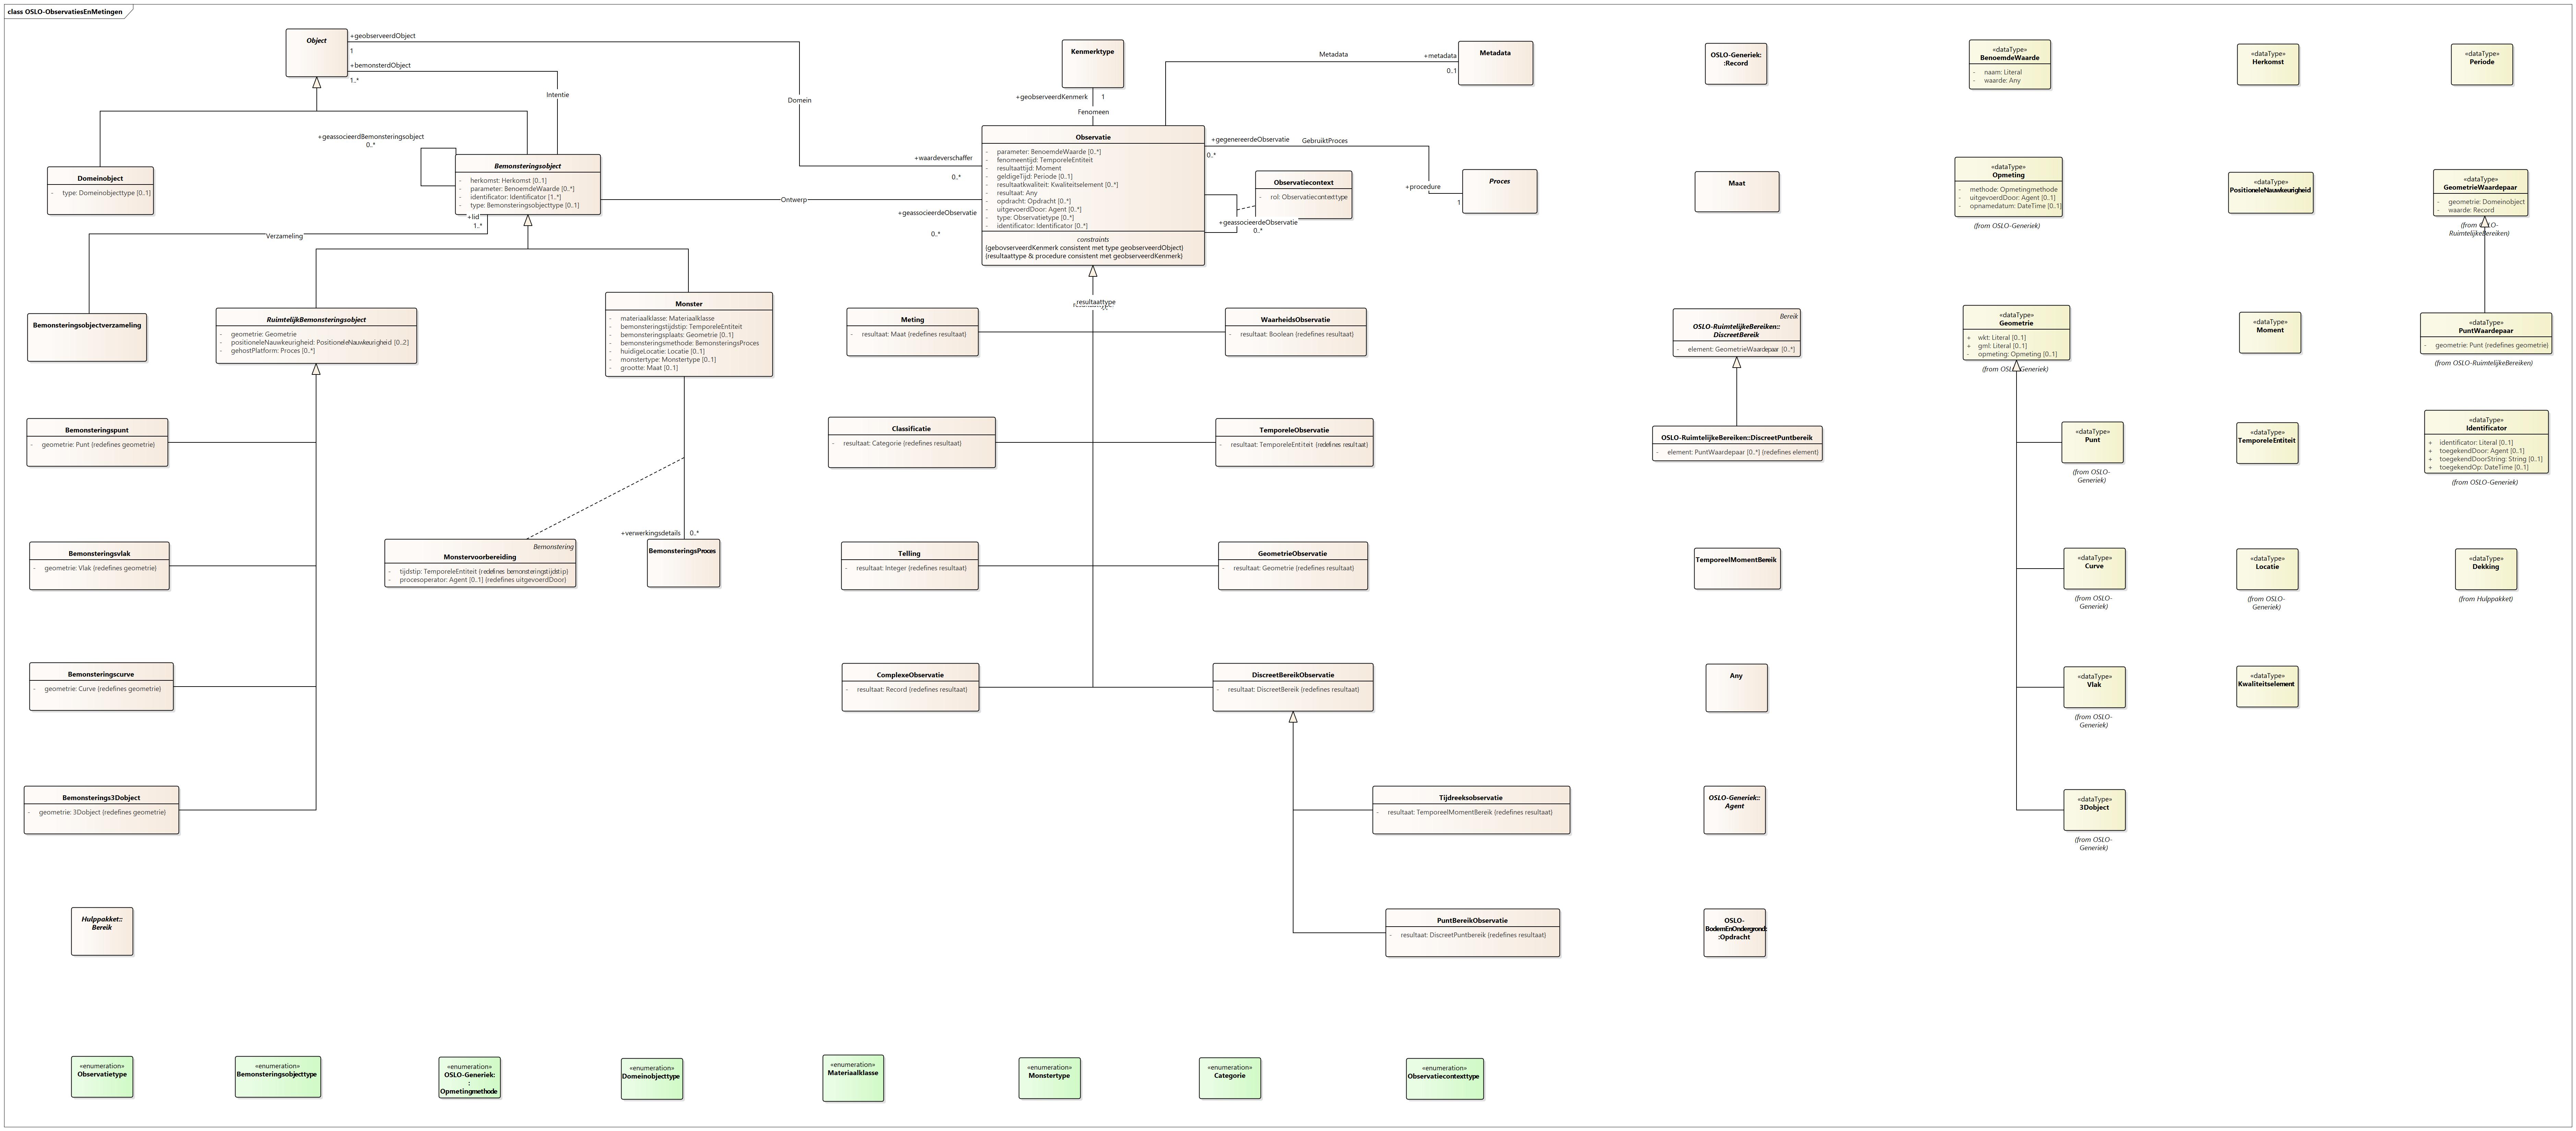 class OSLO-ObservatiesEnMetingen
Object
+geobserveerdObject
1
+bemonsterdObject
1..*
Intentie
Domein
Kenmerktype
+geobserveerdKenmerk
1
Fenomeen
Metadata
+metadata
0..1
Metadata
OSLO-Generiek:
:Record
«dataType»
BenoemdeWaarde
- naam: Literal
- waarde: Any
«dataType»
Herkomst
«dataType»
Periode
+geassocieerdBemonsteringsobject
0..*
Domeinobject
- type: Domeinobjecttype [0..1]
Bemonsteringsobject
- herkomst: Herkomst [0..1]
- parameter: BenoemdeWaarde [0..*]
- identificator: Identificator [1..*]
- type: Bemonsteringsobjecttype [0..1]
+lid
1..*
Verzameling
Ontwerp
+waardeverschaffer
0..*
+geassocieerdeObservatie
0..*
Observatie
- parameter: BenoemdeWaarde [0..*]
- fenomeentijd: TemporeleEntiteit
- resultaattijd: Moment
- geldigeTijd: Periode [0..1]
- resultaatkwaliteit: Kwaliteitselement [0..*]
- resultaat: Any
- opdracht: Opdracht [0..*]
- uitgevoerdDoor: Agent [0..*]
- type: Observatietype [0..*]
- identificator: Identificator [0..*]
constraints
{gebovserveerdKenmerk consistent met type geobserveerdObject}
{resultaattype & procedure consistent met geobserveerdKenmerk}
+gegenereerdeObservatie
0..*
GebruiktProces
+procedure
1
Proces
Observatiecontext
- rol: Observatiecontexttype
+geassocieerdeObservatie
0..*
Maat
«dataType»
Opmeting
- methode: Opmetingmethode
- uitgevoerdDoor: Agent [0..1]
- opnamedatum: DateTime [0..1]
(from OSLO-Generiek)
«dataType»
PositioneleNauwkeurigheid
«dataType»
GeometrieWaardepaar
- geometrie: Domeinobject
- waarde: Record
RuimtelijkeBereiken)
resultaattype
Bemonsteringsobjectverzameling
RuimtelijkBemonsteringsobject
- geometrie: Geometrie
- positioneleNauwkeurigheid: PositioneleNauwkeurigheid [0..2]
- gehostPlatform: Proces [0..*]
Monster
- materiaalklasse: Materiaalklasse
- bemonsteringstijdstip: TemporeleEntiteit
- bemonsteringsplaats: Geometrie [0..1]
- bemonsteringsmethode: BemonsteringsProces
- huidigeLocatie: Locatie [0..1]
- monstertype: Monstertype [0..1]
- grootte: Maat [0..1]
Meting
- resultaat: Maat {redefines resultaat}
WaarheidsObservatie
- resultaat: Boolean {redefines resultaat}
Bereik
OSLO-RuimtelijkeBereiken::
DiscreetBereik
- element: GeometrieWaardepaar [0..*]
«dataType»
Geometrie
+ wkt: Literal [0..1]
+ gml: Literal [0..1]
- opmeting: Opmeting [0..1]
«dataType»
Moment
«dataType»
PuntWaardepaar
- geometrie: Punt {redefines geometrie}
(from OSLO-RuimtelijkeBereiken)
Bemonsteringspunt
- geometrie: Punt {redefines geometrie}
Classificatie
- resultaat: Categorie {redefines resultaat}
TemporeleObservatie
- resultaat: TemporeleEntiteit {redefines resultaat}
OSLO-RuimtelijkeBereiken::DiscreetPuntbereik
- element: PuntWaardepaar [0..*] {redefines element}
«dataType»
Punt
(from OSLO-
Generiek)
«dataType»
TemporeleEntiteit
«dataType»
Identificator
+ identificator: Literal [0..1]
+ toegekendDoor: Agent [0..1]
+ toegekendDoorString: String [0..1]
+ toegekendOp: DateTime [0..1]
(from OSLO-Generiek)
Bemonsteringsvlak
- geometrie: Vlak {redefines geometrie}
Bemonstering
Monstervoorbereiding
- tijdstip: TemporeleEntiteit {redefines bemonsteringstijdstip}
- procesoperator: Agent [0..1] {redefines uitgevoerdDoor}
+verwerkingsdetails
0..*
BemonsteringsProces
Telling
- resultaat: Integer {redefines resultaat}
GeometrieObservatie
- resultaat: Geometrie {redefines resultaat}
TemporeelMomentBereik
«dataType»
Curve
(from OSLO-
Generiek)
«dataType»
Locatie
(from OSLO-
Generiek)
«dataType»
Dekking
(from Hulppakket)
Bemonsteringscurve
- geometrie: Curve {redefines geometrie}
ComplexeObservatie
- resultaat: Record {redefines resultaat}
DiscreetBereikObservatie
- resultaat: DiscreetBereik {redefines resultaat}
Any
«dataType»
Vlak
(from OSLO-
Generiek)
«dataType»
Kwaliteitselement
Bemonsterings3Dobject
- geometrie: 3Dobject {redefines geometrie}
Tijdreeksobservatie
- resultaat: TemporeelMomentBereik {redefines resultaat}
OSLO-Generiek::
Agent
«dataType»
3Dobject
(from OSLO-
Generiek)
Hulppakket::
Bereik
PuntBereikObservatie
- resultaat: DiscreetPuntbereik {redefines resultaat}
OSLO-
BodemEnOndergrond:
:Opdracht
«enumeration»
Observatietype
«enumeration»
Bemonsteringsobjecttype
«enumeration»
OSLO-Generiek:
:
Opmetingmethode
«enumeration»
Domeinobjecttype
«enumeration»
Materiaalklasse
«enumeration»
Monstertype
«enumeration»
Categorie
«enumeration»
Observatiecontexttype